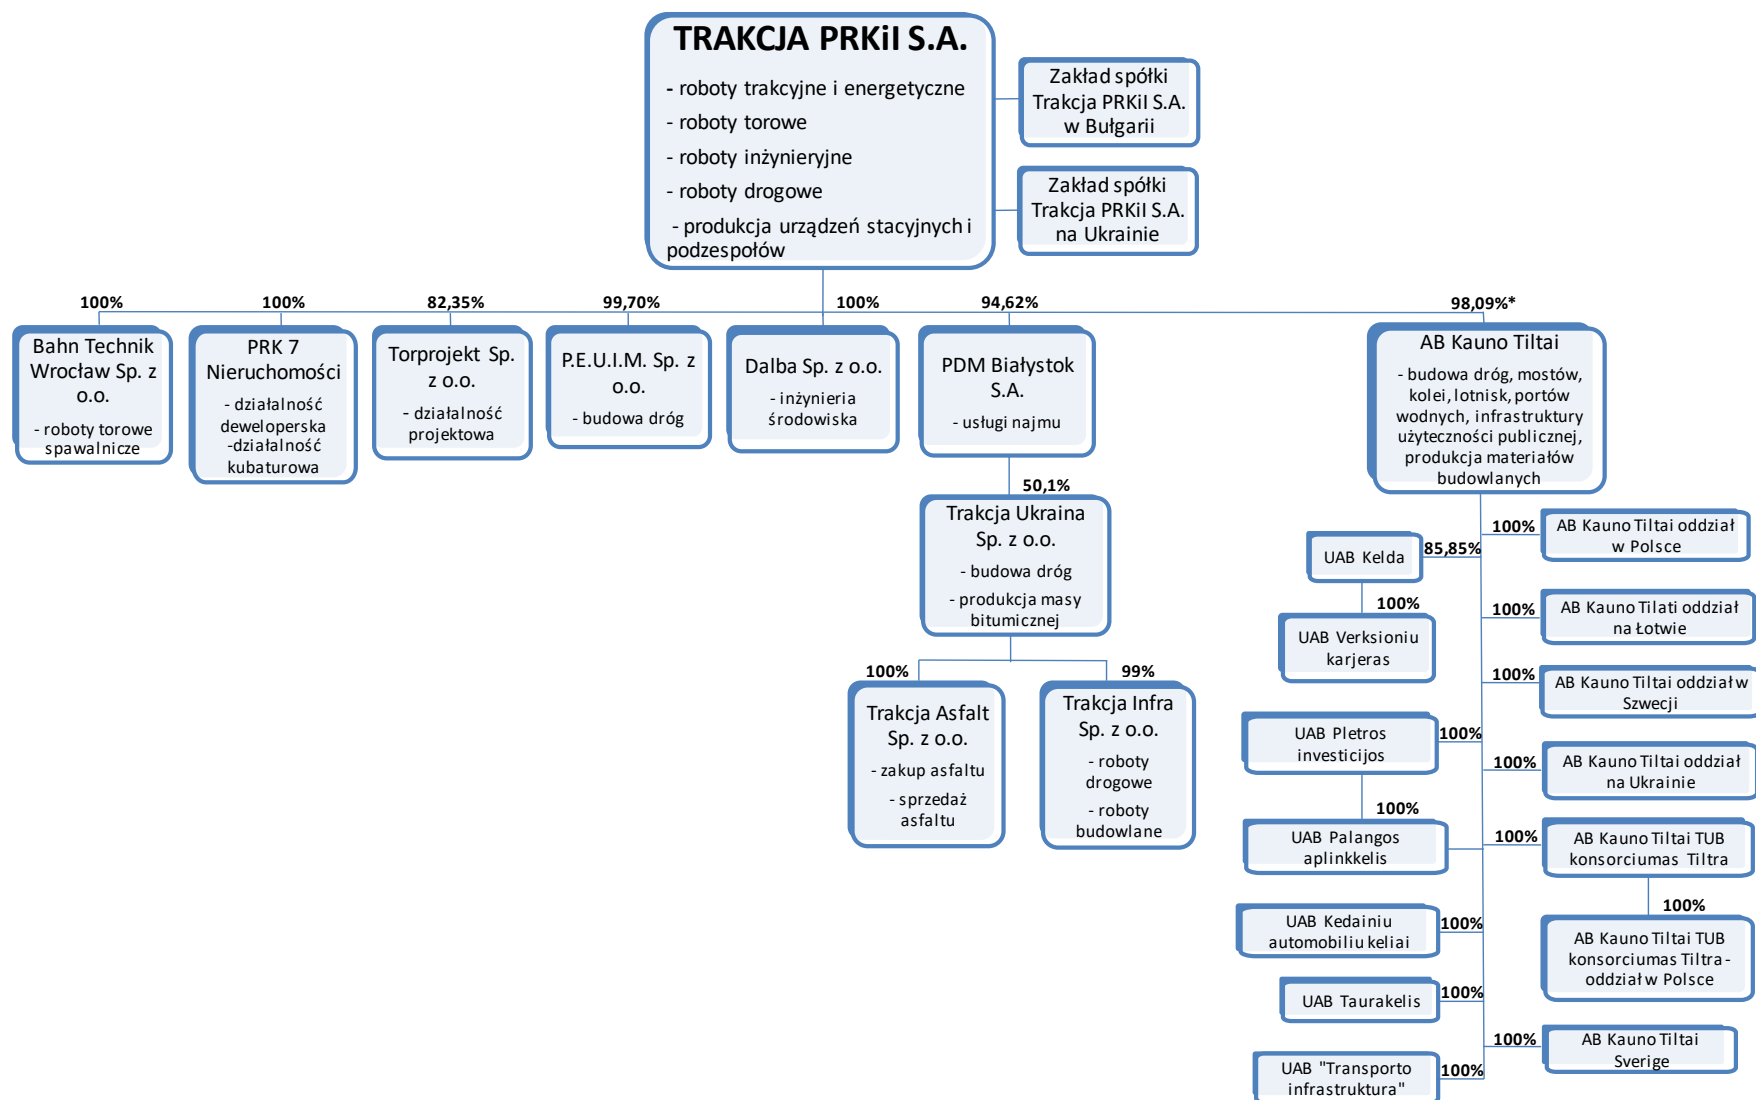 TRAKCJA PRKiI S.A.
- roboty trakcyjne i energetyczne
- roboty torowe
- roboty inżynieryjne
- roboty drogowe
- produkcja urządzeń stacyjnych i
podzespołów
Zakład spółki
Trakcja PRKiI S.A.
w Bułgarii
Zakład spółki
Trakcja PRKiI S.A.
na Ukrainie
100%
Bahn Technik
Wrocław Sp. z
o.o.
- roboty torowe
spawalnicze
100%
PRK 7
Nieruchomości
- działalność
deweloperska
-działalność
kubaturowa
82,35%
Torprojekt Sp.
z o.o.
- działalność
projektowa
99,70%
P.E.U.I.M. Sp. z
o.o.
- budowa dróg
100%
Dalba Sp. z o.o.
- inżynieria
środowiska
94,62%
PDM Białystok
S.A.
- usługi najmu
50,1%
Trakcja Ukraina
Sp. z o.o.
- budowa dróg
- produkcja masy
bitumicznej
100%
Trakcja Asfalt
Sp. z o.o.
- zakup asfaltu
- sprzedaż
asfaltu
99%
Trakcja Infra
Sp. z o.o.
- roboty
drogowe
- roboty
budowlane
98,09%*
AB Kauno Tiltai
- budowa dróg, mostów,
kolei, lotnisk, portów
wodnych, infrastruktury
użyteczności publicznej,
produkcja materiałów
budowlanych
UAB Kelda
85,85%
100%
UAB Verksioniu
karjeras
UAB Pletros
investicijos
100%
100%
UAB Palangos
aplinkkelis
UAB Kedainiu
automobiliu keliai
100%
UAB Taurakelis
100%
UAB "Transporto
infrastruktura"
100%
100%
AB Kauno Tiltai oddział
w Polsce
100%
AB Kauno Tilati oddział
na Łotwie
100%
AB Kauno Tiltai oddział w
Szwecji
100%
AB Kauno Tiltai oddział
na Ukrainie
100%
AB Kauno Tiltai TUB
konsorciumas Tiltra
100%
AB Kauno Tiltai TUB
konsorciumas Tiltra -
oddział w Polsce
100%
AB Kauno Tiltai
Sverige